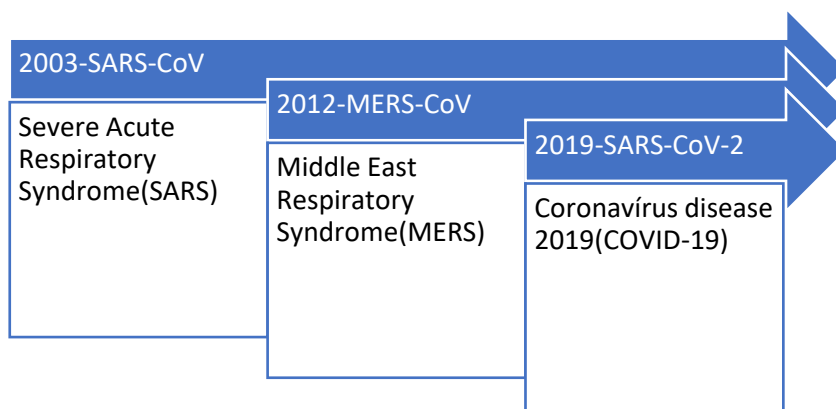 2003-SARS-CoV
Severe Acute
Respiratory
Syndrome(SARS)
2012-MERS-CoV
Middle East
Respiratory
Syndrome(MERS)
2019-SARS-CoV-2
Coronavírus disease
2019(COVID-19)